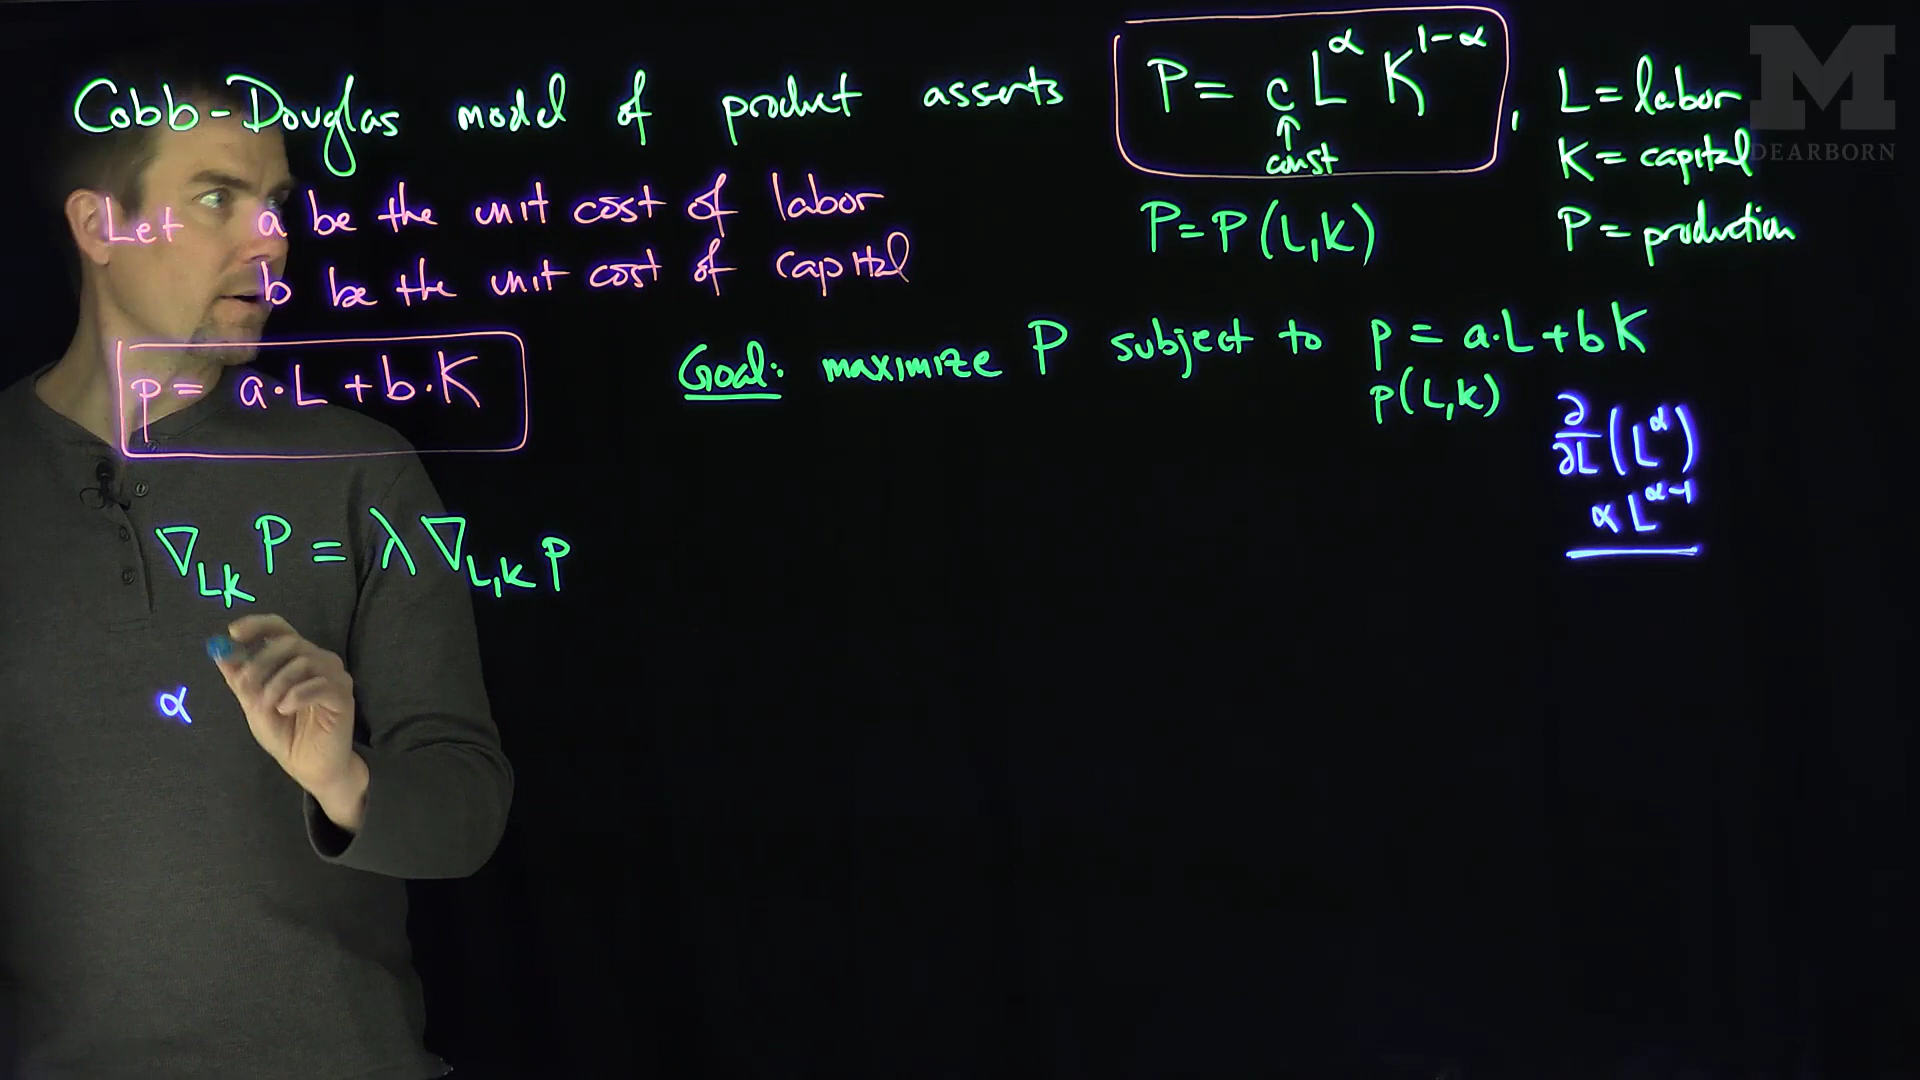 Cobb-Douglas model of product asserts P = c L^α K^(1-α) , L = labor
↑
const
K = capital
M
DEARBORN
Let a be the unit cost of labor
P = P(L,K)
P = production
b be the unit cost of capital
p = a·L + b·K
Goal: maximize P subject to p = a·L + bK
p(L,K)
∂/∂L (L^α)
α L^(α-1)
∇_L,K P = λ ∇_L,K p
α